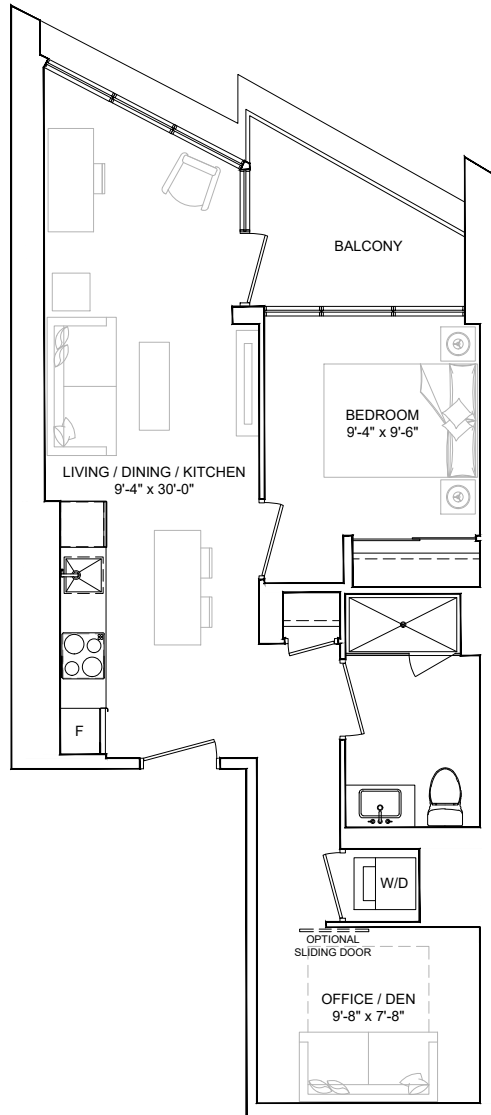 BALCONY
BEDROOM
9'-4" x 9'-6"
LIVING / DINING / KITCHEN
9'-4" x 30'-0"
F
W/D
OPTIONAL
SLIDING DOOR
OFFICE / DEN
9'-8" x 7'-8"